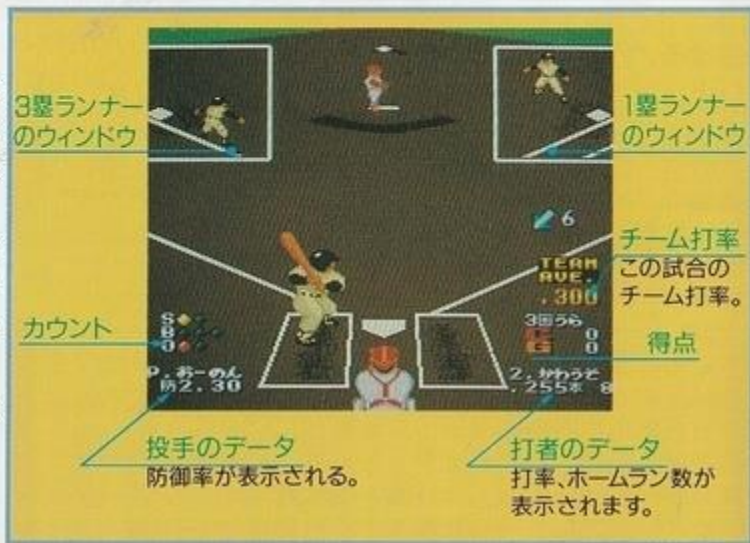 3塁ランナー
のウィンドウ
1塁ランナー
のウィンドウ
6
チーム打率
この試合の
チーム打率。
TEAM
AVE.
.300
カウント
S
B
O
3回うら
0
G 0
得点
P.おーのん
防2.30
2.かわうそ
.255本 8
投手のデータ
防御率が表示される。
打者のデータ
打率、ホームラン数が
表示されます。